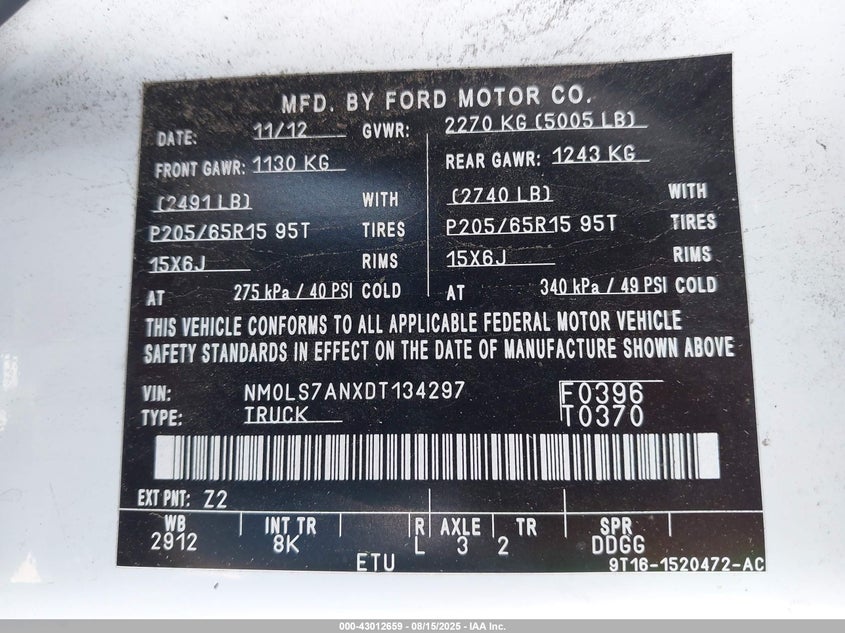 MFD. BY FORD MOTOR CO.
DATE: 11/12 GVWR: 2270 KG (5005 LB)
FRONT GAWR: 1130 KG REAR GAWR: 1243 KG
(2491 LB) WITH (2740 LB) WITH
P205/65R15 95T TIRES P205/65R15 95T TIRES
15X6J RIMS 15X6J RIMS
AT 275 kPa / 40 PSI COLD AT 340 kPa / 49 PSI COLD
THIS VEHICLE CONFORMS TO ALL APPLICABLE FEDERAL MOTOR VEHICLE
SAFETY STANDARDS IN EFFECT ON THE DATE OF MANUFACTURE SHOWN ABOVE
VIN: NM0LS7ANXDT134297 F0396
TYPE: TRUCK T0370
EXT PNT: Z2
WB INT TR R AXLE TR SPR
2912 8K L 3 2 DDGG
ETU 9T16-1520472-AC
000-43012659 - 08/15/2025 - IAA Inc.